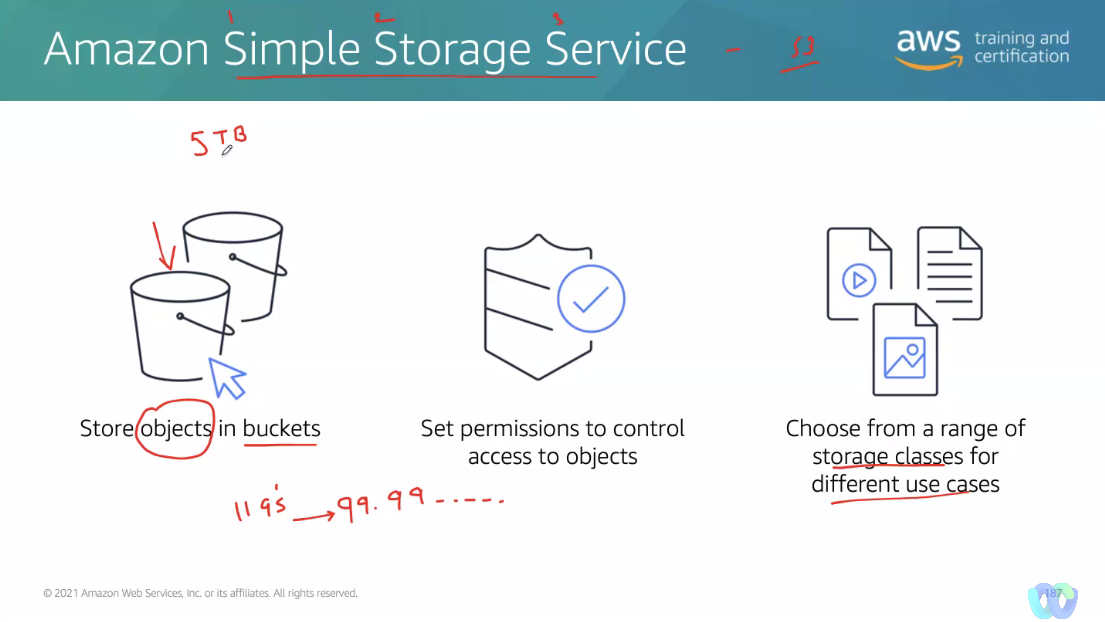 1 2 3
Amazon Simple Storage Service - S3
aws training and
certification
5 TB
Store objects in buckets
Set permissions to control
access to objects
Choose from a range of
storage classes for
different use cases
11 9's → 99.99------
© 2021 Amazon Web Services, Inc. or its affiliates. All rights reserved.
187